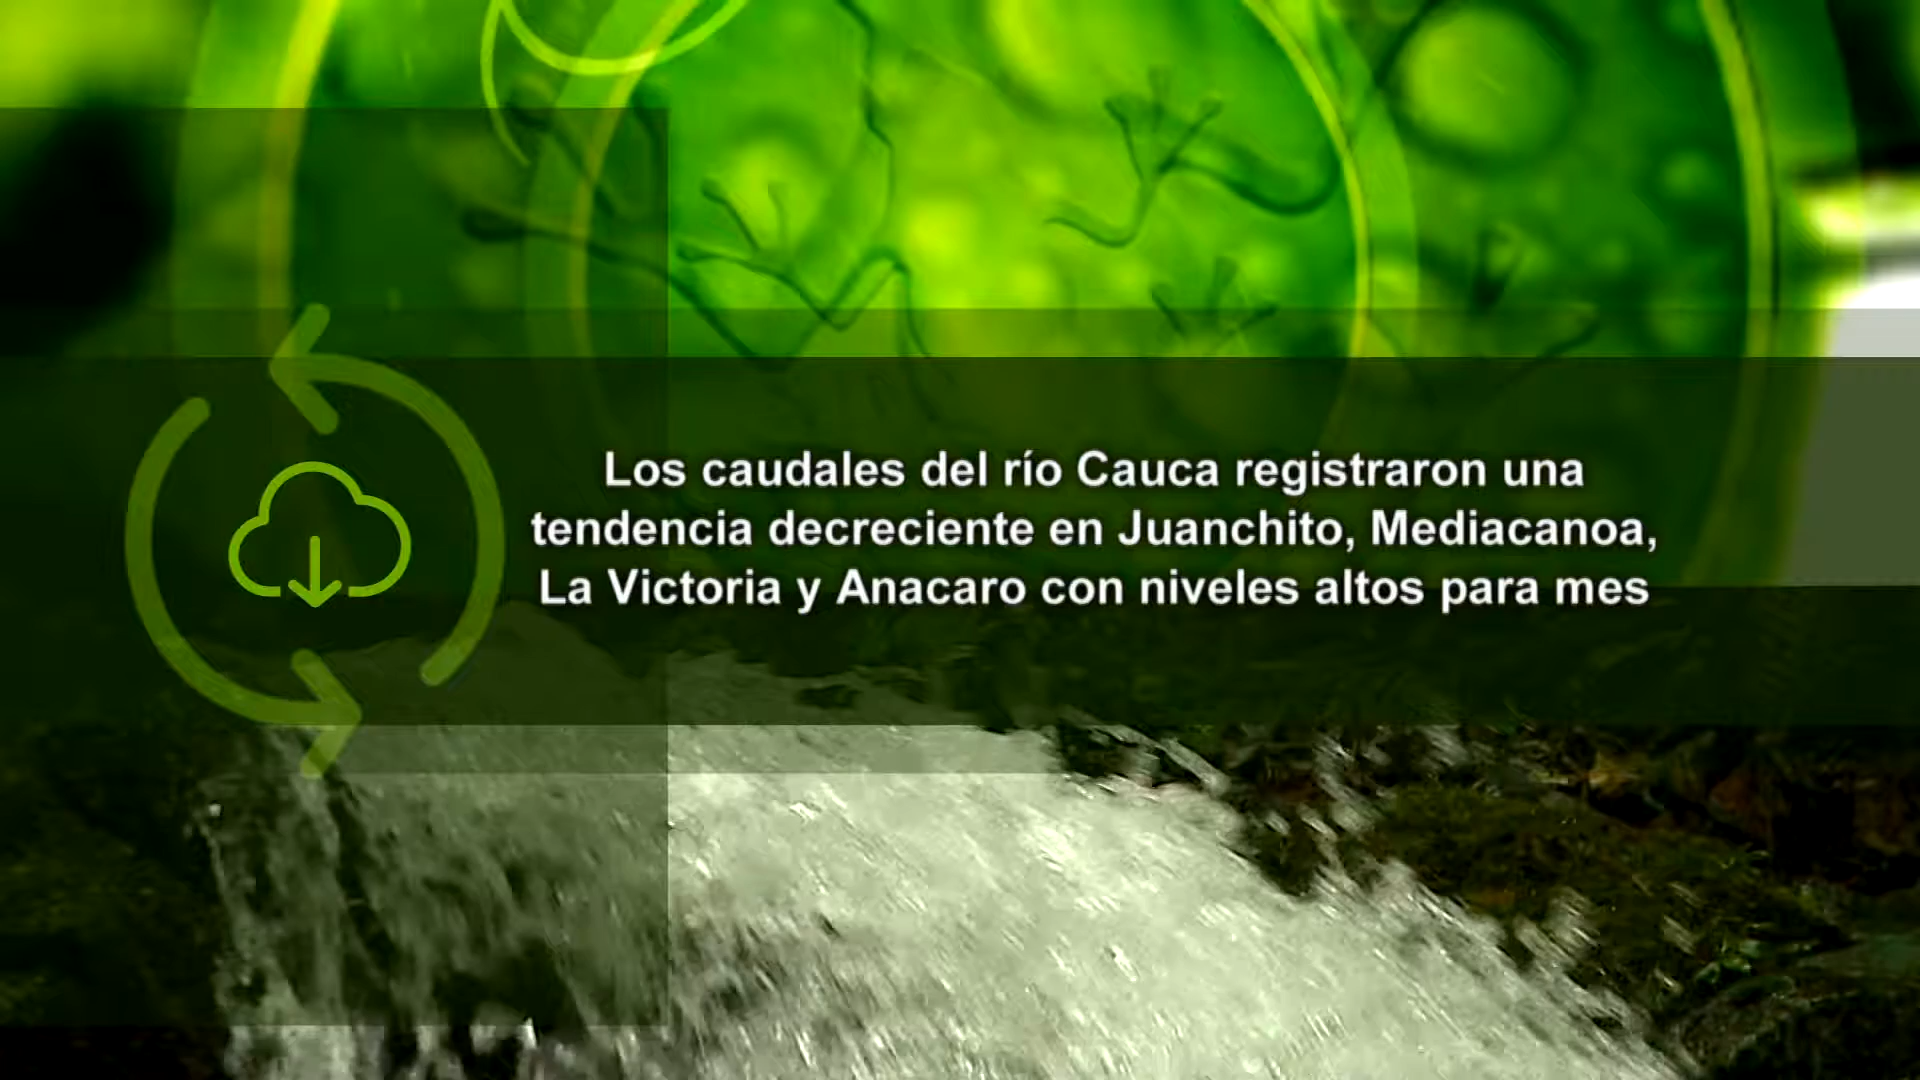 Los caudales del río Cauca registraron una
tendencia decreciente en Juanchito, Mediacanoa,
La Victoria y Anacaro con niveles altos para mes